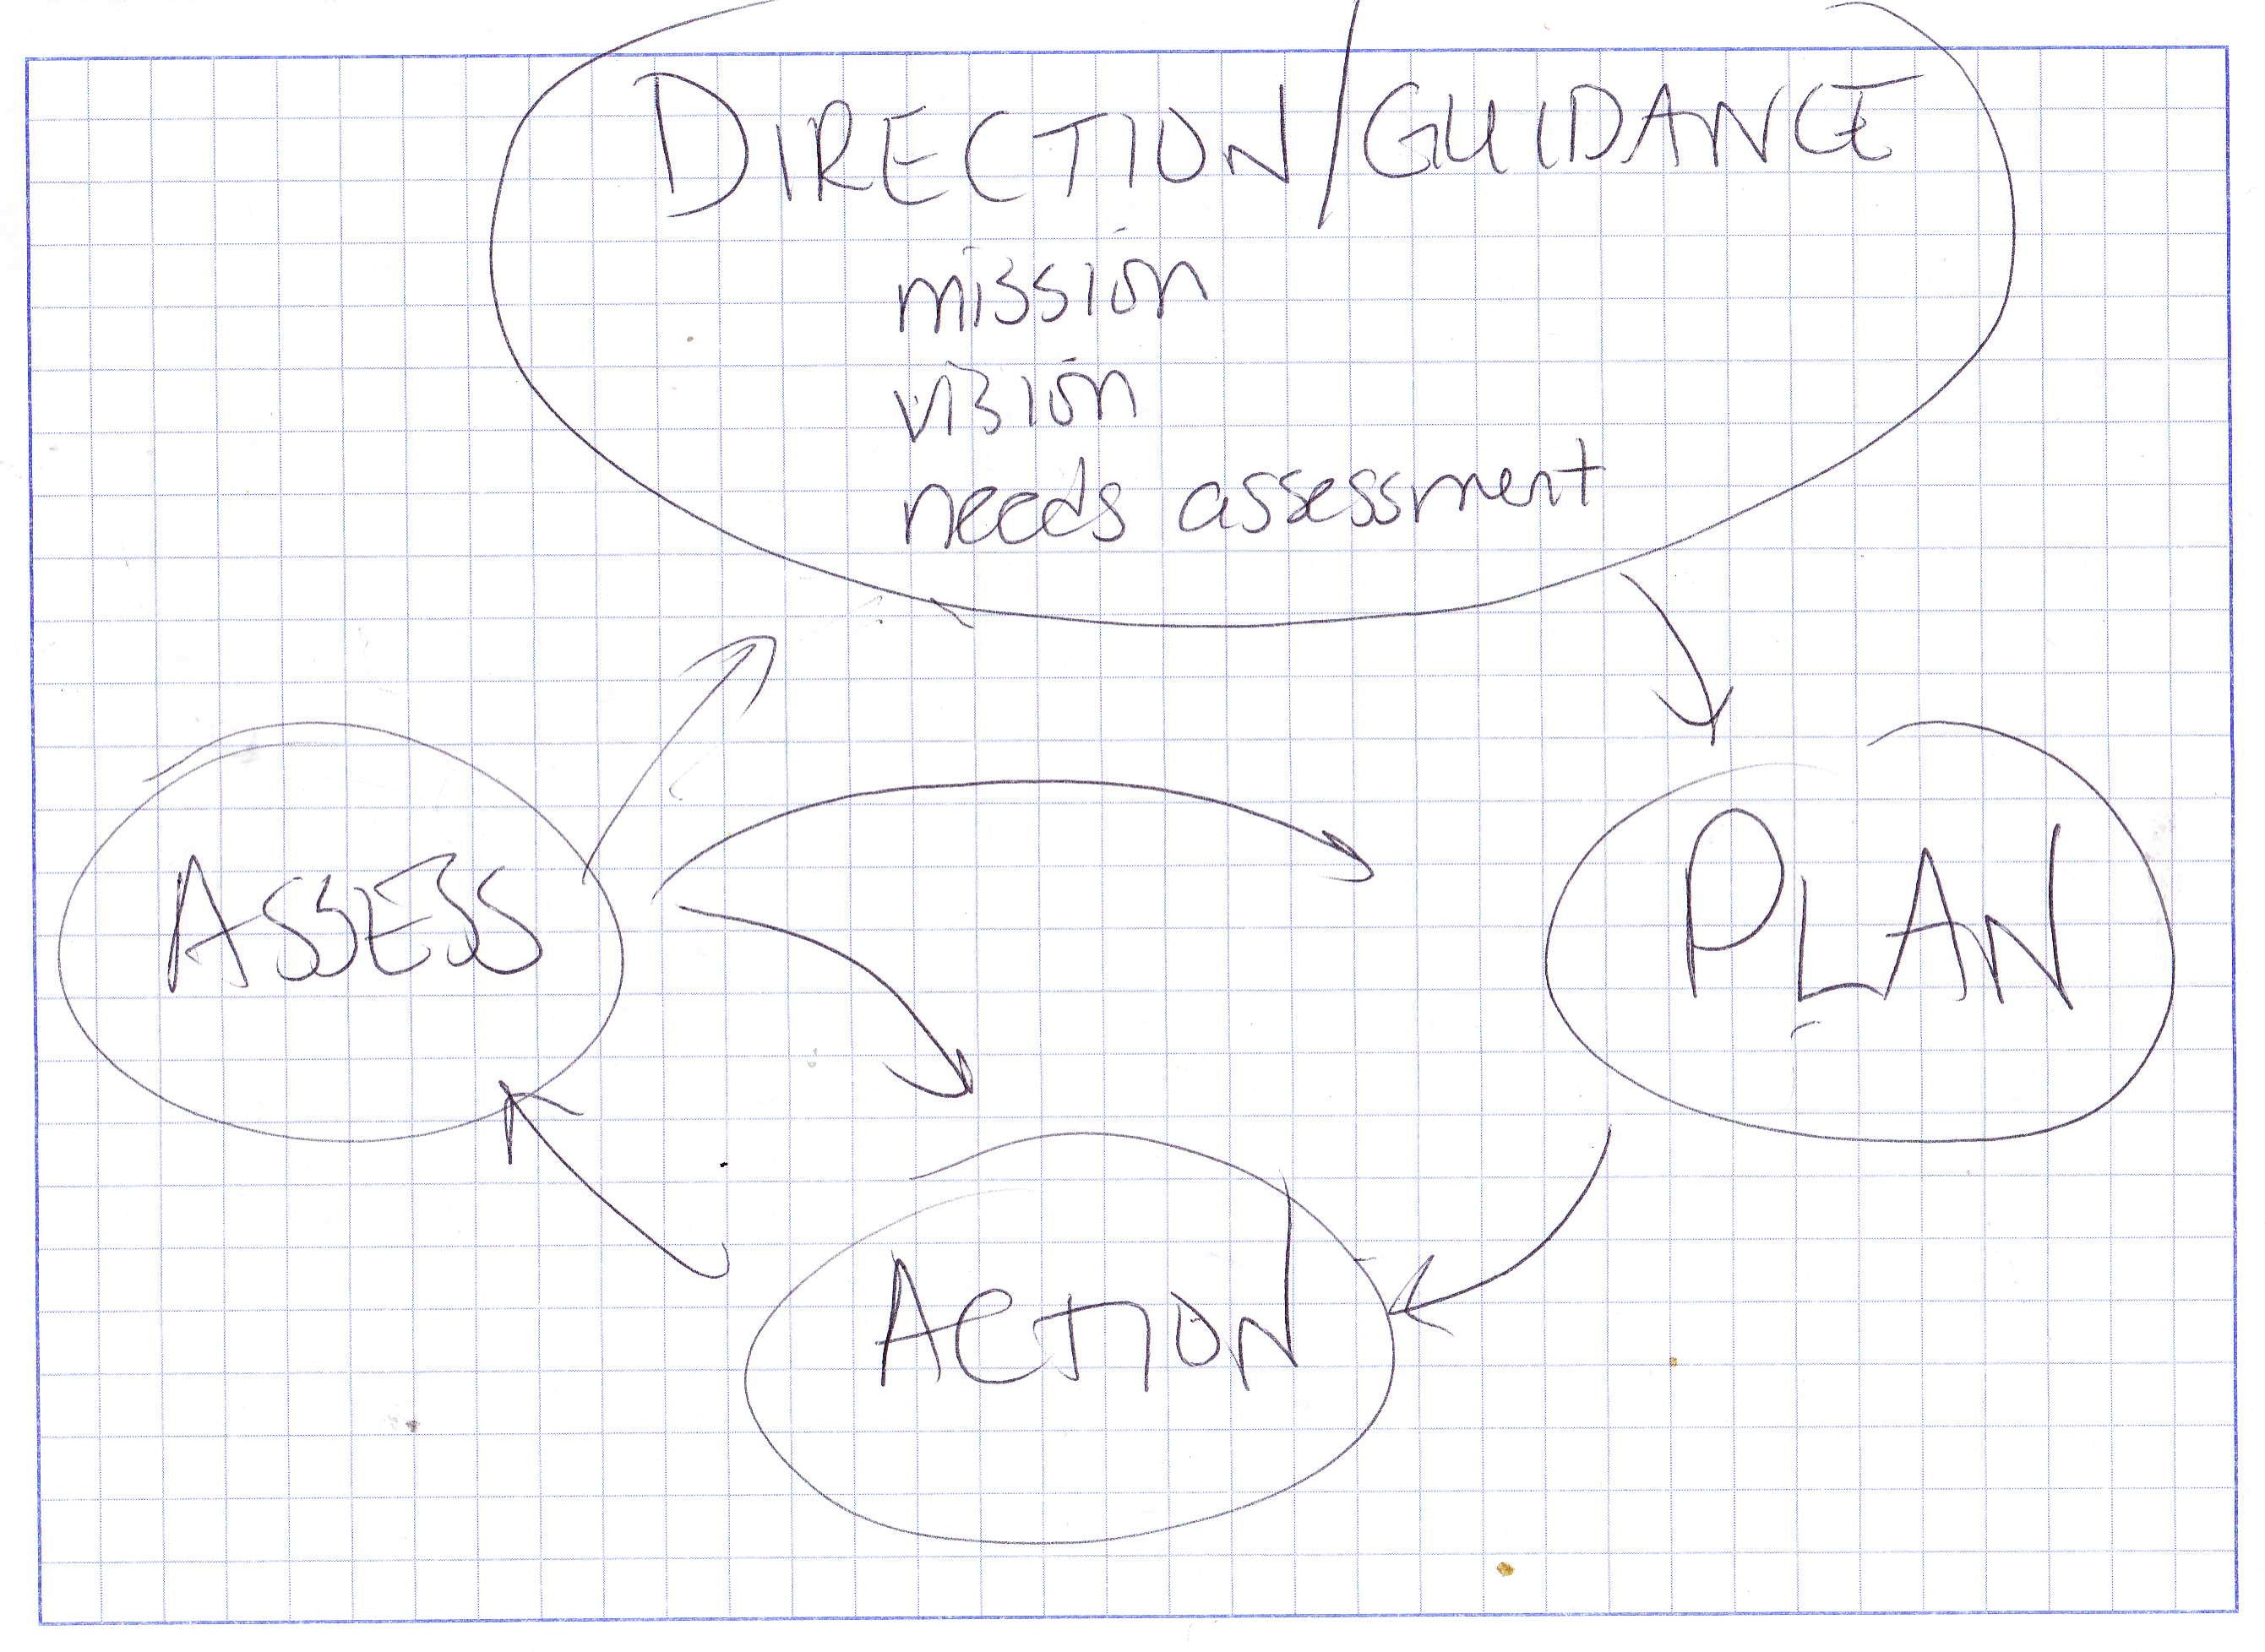 DIRECTION/GUIDANCE
mission
vision
needs assessment
ASSESS
PLAN
ACTION